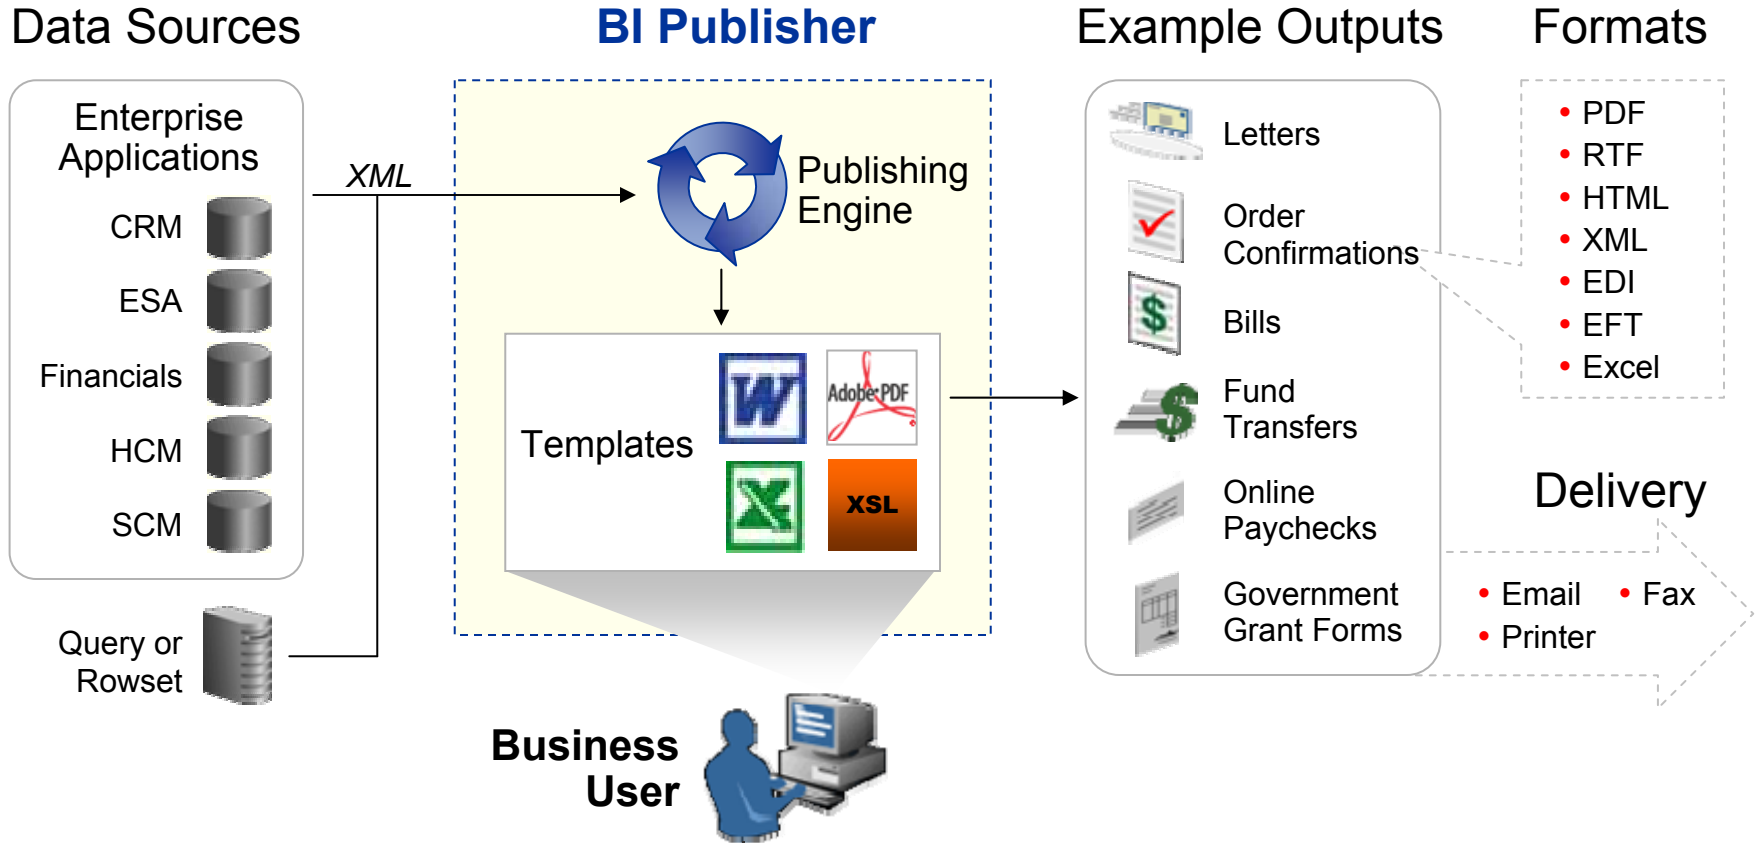 Data Sources
Enterprise
Applications
CRM
ESA
Financials
HCM
SCM
Query or
Rowset
XML
BI Publisher
Publishing
Engine
Templates
W
Adobe PDF
X
XSL
Business
User
Example Outputs
Letters
Order
Confirmations
Bills
$
Fund
Transfers
$
Online
Paychecks
Government
Grant Forms
Formats
• PDF
• RTF
• HTML
• XML
• EDI
• EFT
• Excel
Delivery
• Email • Fax
• Printer